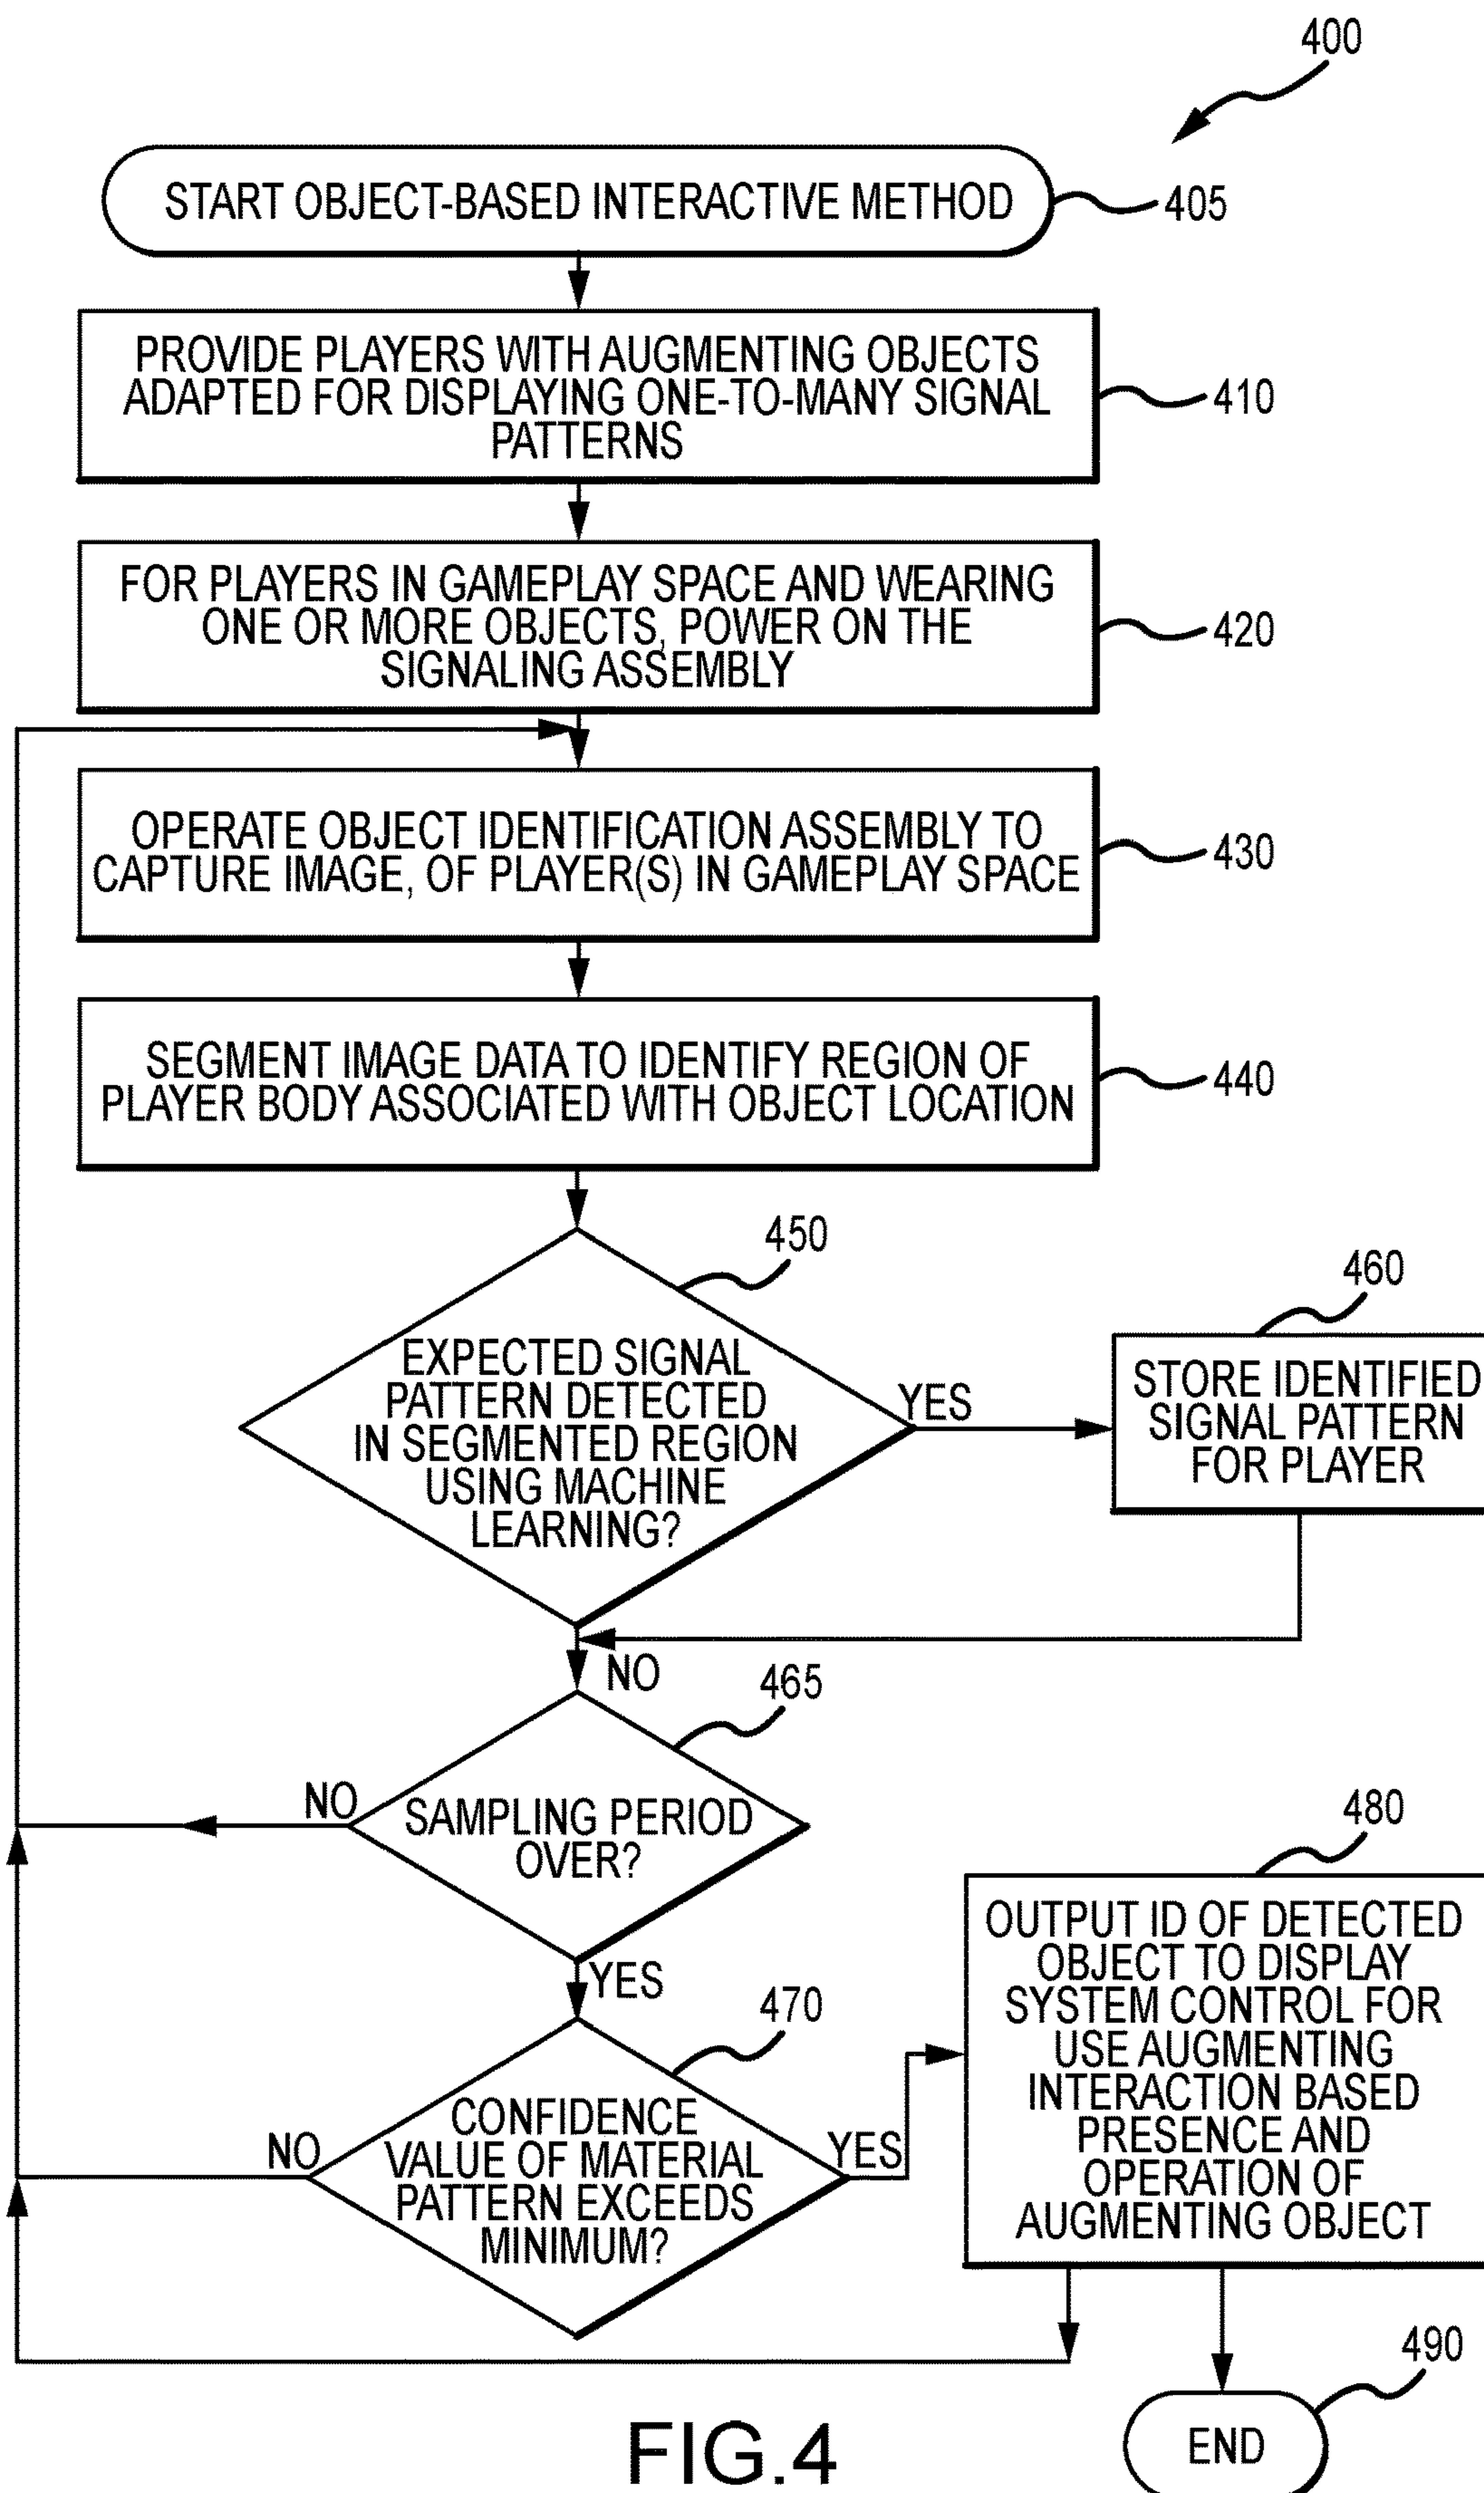 400
START OBJECT-BASED INTERACTIVE METHOD
405
PROVIDE PLAYERS WITH AUGMENTING OBJECTS
ADAPTED FOR DISPLAYING ONE-TO-MANY SIGNAL
PATTERNS
410
FOR PLAYERS IN GAMEPLAY SPACE AND WEARING
ONE OR MORE OBJECTS, POWER ON THE
SIGNALING ASSEMBLY
420
OPERATE OBJECT IDENTIFICATION ASSEMBLY TO
CAPTURE IMAGE, OF PLAYER(S) IN GAMEPLAY SPACE
430
SEGMENT IMAGE DATA TO IDENTIFY REGION OF
PLAYER BODY ASSOCIATED WITH OBJECT LOCATION
440
450
EXPECTED SIGNAL
PATTERN DETECTED
IN SEGMENTED REGION
USING MACHINE
LEARNING?
YES
460
STORE IDENTIFIED
SIGNAL PATTERN
FOR PLAYER
NO
465
SAMPLING PERIOD
OVER?
NO
YES
470
CONFIDENCE
VALUE OF MATERIAL
PATTERN EXCEEDS
MINIMUM?
NO
YES
480
OUTPUT ID OF DETECTED
OBJECT TO DISPLAY
SYSTEM CONTROL FOR
USE AUGMENTING
INTERACTION BASED
PRESENCE AND
OPERATION OF
AUGMENTING OBJECT
490
END
FIG.4